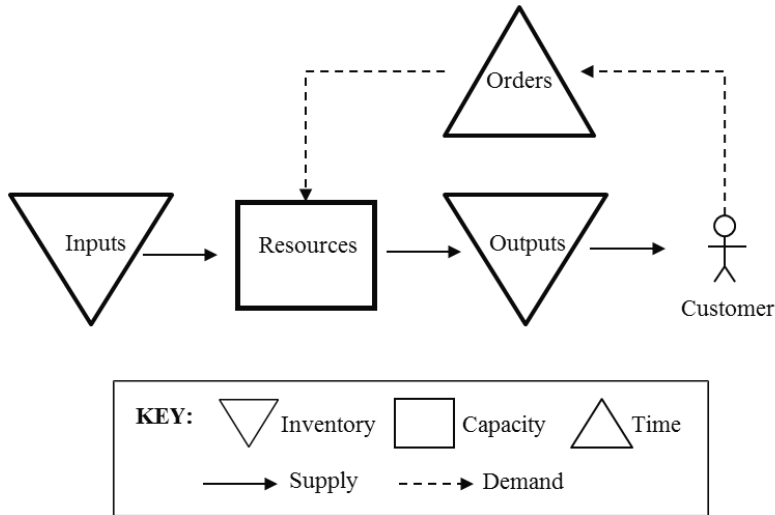 Orders
Inputs
Resources
Outputs
Customer
KEY:
Inventory
Capacity
Time
Supply
Demand